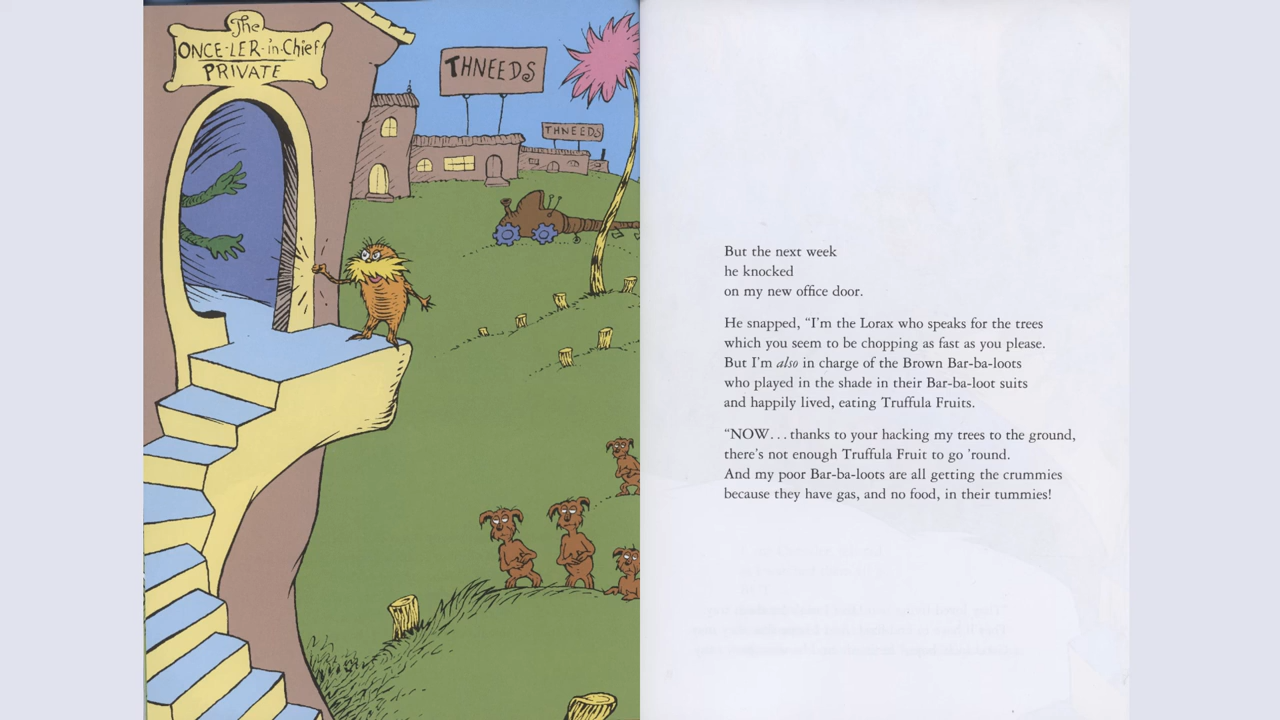 The
ONCE-LER-in-Chief
PRIVATE
THNEEDS
THNEEDS
But the next week
he knocked
on my new office door.
He snapped, “I’m the Lorax who speaks for the trees
which you seem to be chopping as fast as you please.
But I’m also in charge of the Brown Bar-ba-loots
who played in the shade in their Bar-ba-loot suits
and happily lived, eating Truffula Fruits.
“NOW...thanks to your hacking my trees to the ground,
there’s not enough Truffula Fruit to go ’round.
And my poor Bar-ba-loots are all getting the crummies
because they have gas, and no food, in their tummies!